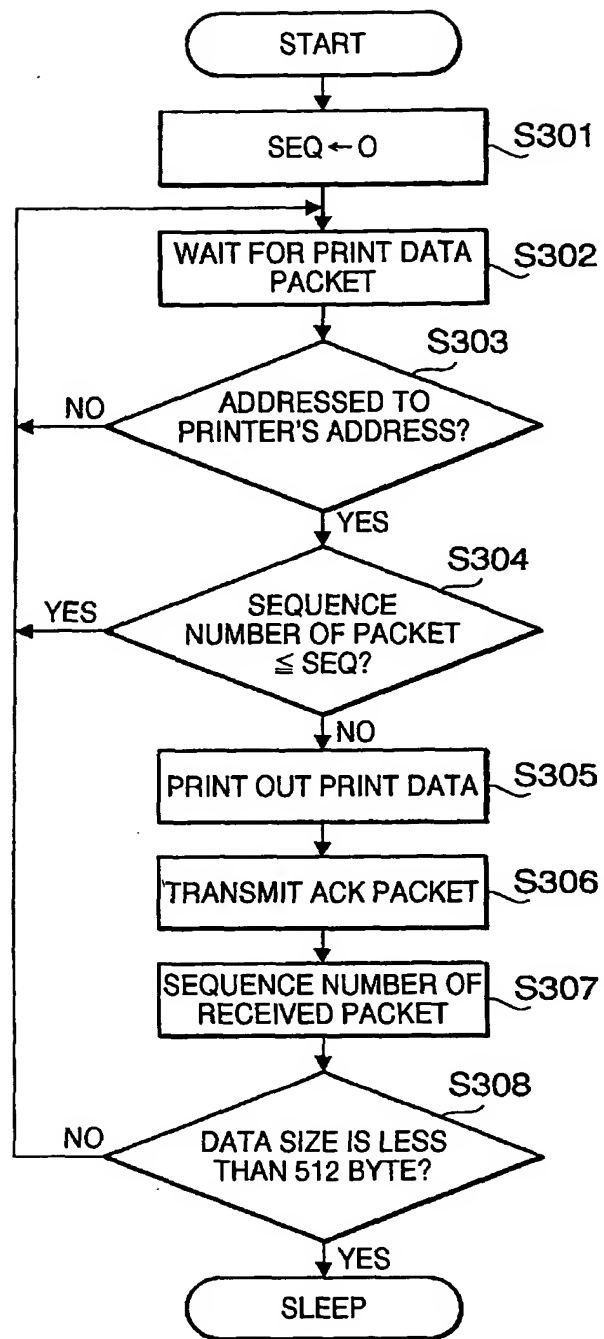 START
SEQ ← 0
S301
WAIT FOR PRINT DATA
PACKET
S302
S303
ADDRESSED TO
PRINTER'S ADDRESS?
NO
YES
S304
SEQUENCE
NUMBER OF PACKET
≦ SEQ?
YES
NO
PRINT OUT PRINT DATA
S305
TRANSMIT ACK PACKET
S306
SEQUENCE NUMBER OF
RECEIVED PACKET
S307
S308
DATA SIZE IS LESS
THAN 512 BYTE?
NO
YES
SLEEP